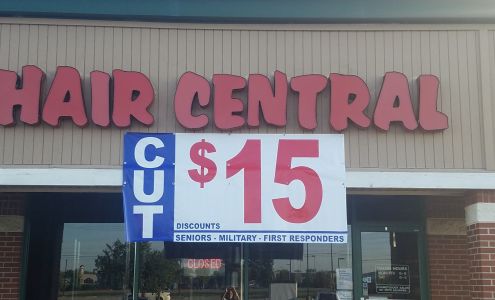 HAIR CENTRAL
CUT
$15
DISCOUNTS
SENIORS - MILITARY - FIRST RESPONDERS
CLOSED